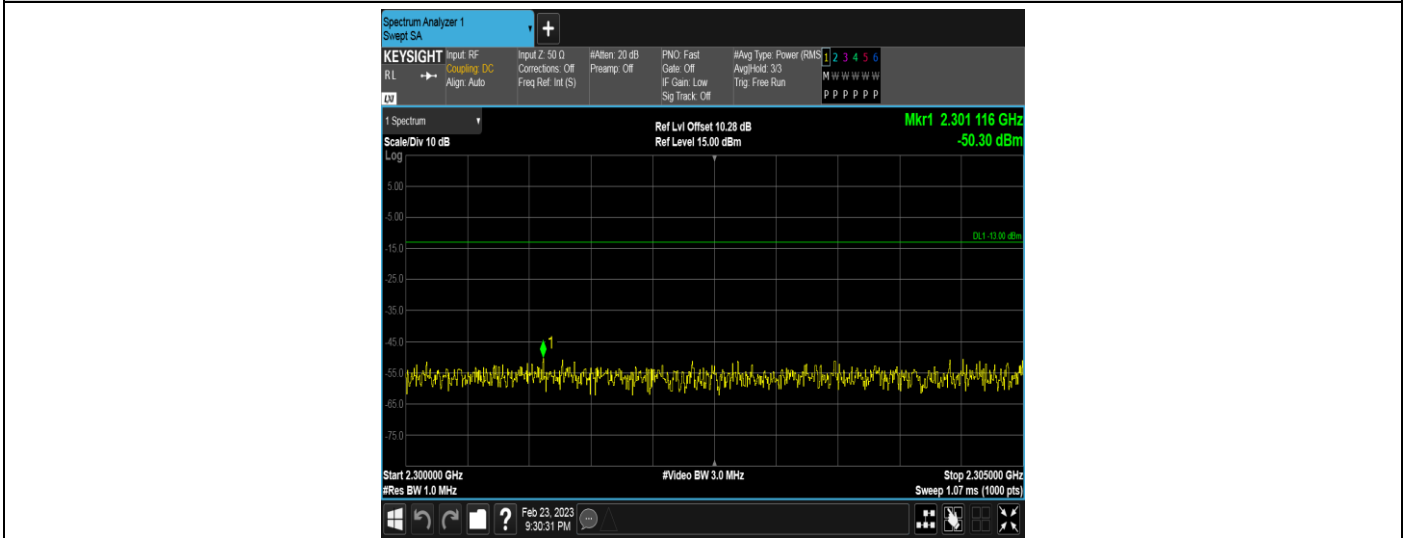 Spectrum Analyzer 1
Swept SA
+
KEYSIGHT
RL
LXI
Input: RF
Coupling: DC
Align: Auto
Input Z: 50 Ω
Corrections: Off
Freq Ref: Int (S)
#Atten: 20 dB
Preamp: Off
PNO: Fast
Gate: Off
IF Gain: Low
Sig Track: Off
#Avg Type: Power (RMS
Avg|Hold: 3/3
Trig: Free Run
1 2 3 4 5 6
M W W W W W
P P P P P P
1 Spectrum
Scale/Div 10 dB
Ref Lvl Offset 10.28 dB
Ref Level 15.00 dBm
Mkr1 2.301 116 GHz
-50.30 dBm
Log
5.00
-5.00
DL1 -13.00 dBm
-15.0
-25.0
-35.0
-45.0
1
-55.0
-65.0
-75.0
Start 2.300000 GHz
#Res BW 1.0 MHz
#Video BW 3.0 MHz
Stop 2.305000 GHz
Sweep 1.07 ms (1000 pts)
?
Feb 23, 2023
9:30:31 PM